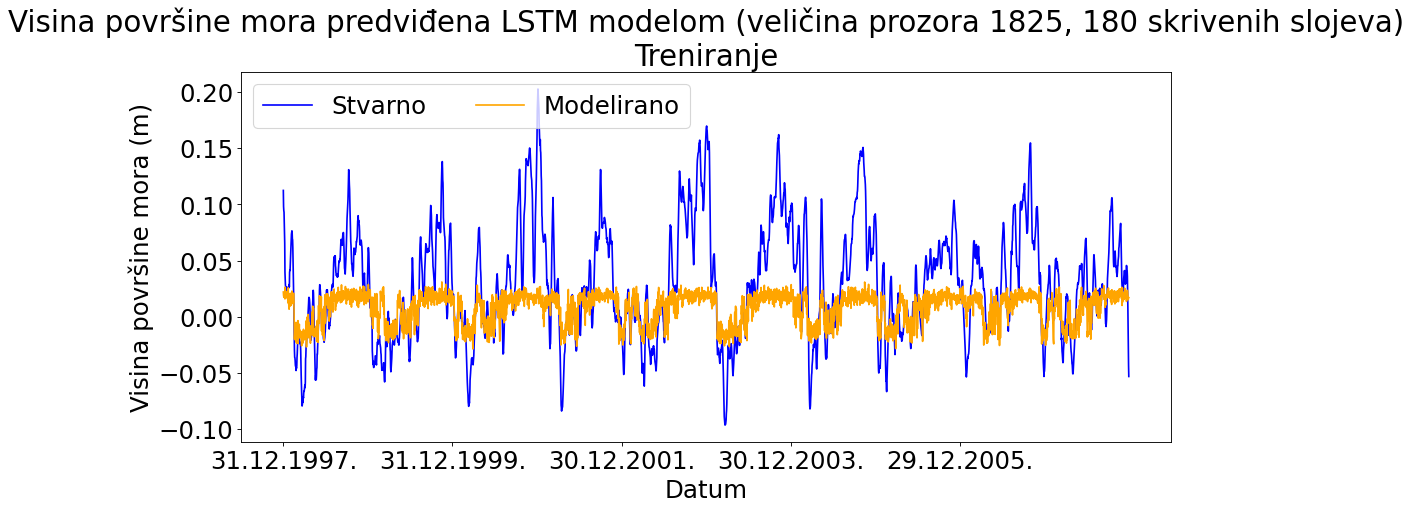 Visina površine mora predviđena LSTM modelom (veličina prozora 1825, 180 skrivenih slojeva)
Treniranje
Stvarno Modelirano
Visina površine mora (m)
0.20
0.15
0.10
0.05
0.00
−0.05
−0.10
31.12.1997. 31.12.1999. 30.12.2001. 30.12.2003. 29.12.2005.
Datum